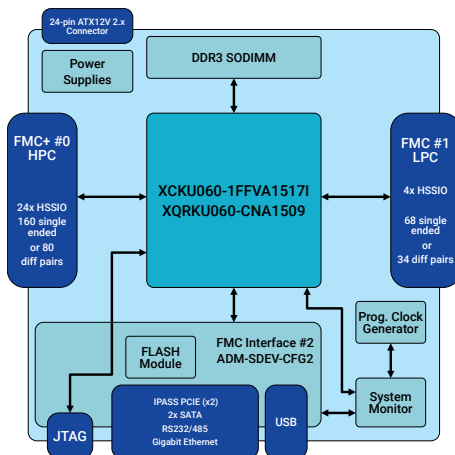 24-pin ATX12V 2.x
Connector
Power
Supplies
DDR3 SODIMM
FMC+ #0
HPC
24x HSSIO
160 single
ended
or 80
diff pairs
XCKU060-1FFVA1517I
XQRKU060-CNA1509
FMC #1
LPC
4x HSSIO
68 single
ended
or
34 diff pairs
FMC Interface #2
ADM-SDEV-CFG2
FLASH
Module
Prog. Clock
Generator
System
Monitor
JTAG
IPASS PCIE (x2)
2x SATA
RS232/485
Gigabit Ethernet
USB